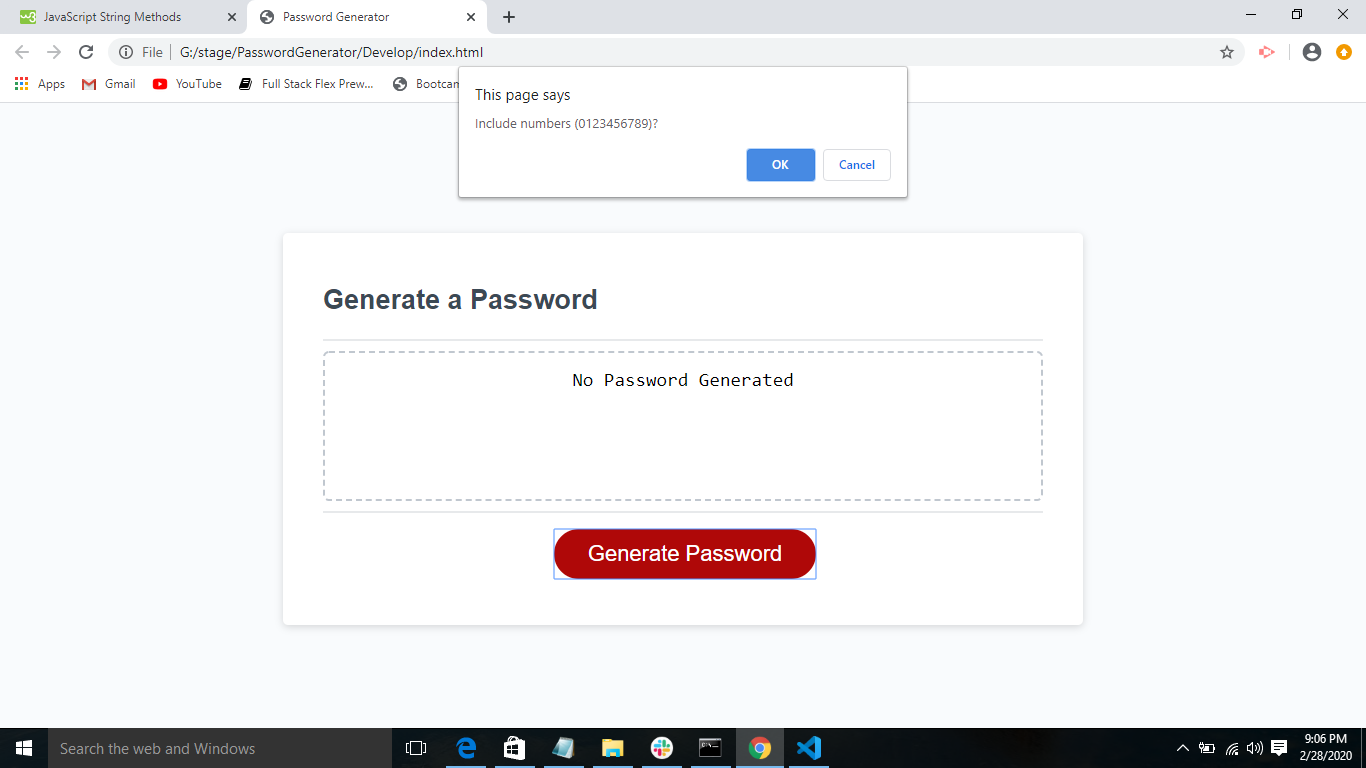 JavaScript String Methods
Password Generator
File G:/stage/PasswordGenerator/Develop/index.html
Apps Gmail YouTube Full Stack Flex Prew...
This page says
Include numbers (0123456789)?
OK Cancel
Generate a Password
No Password Generated
Generate Password
Search the web and Windows
9:06 PM
2/28/2020